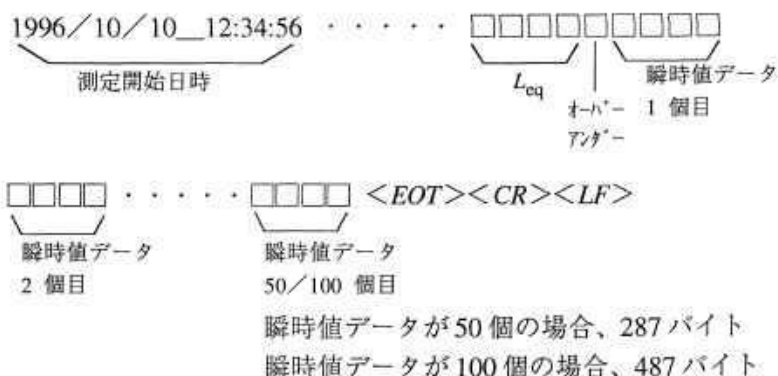 1996/10/10__12:34:56 ・・・・・ □□□□□□□□□
測定開始日時
Leq
オーバー
アンダー
瞬時値データ
1 個目
□□□□ ・・・・・ □□□□ <EOT><CR><LF>
瞬時値データ
2 個目
瞬時値データ
50/100 個目
瞬時値データが50個の場合、287バイト
瞬時値データが100個の場合、487バイト